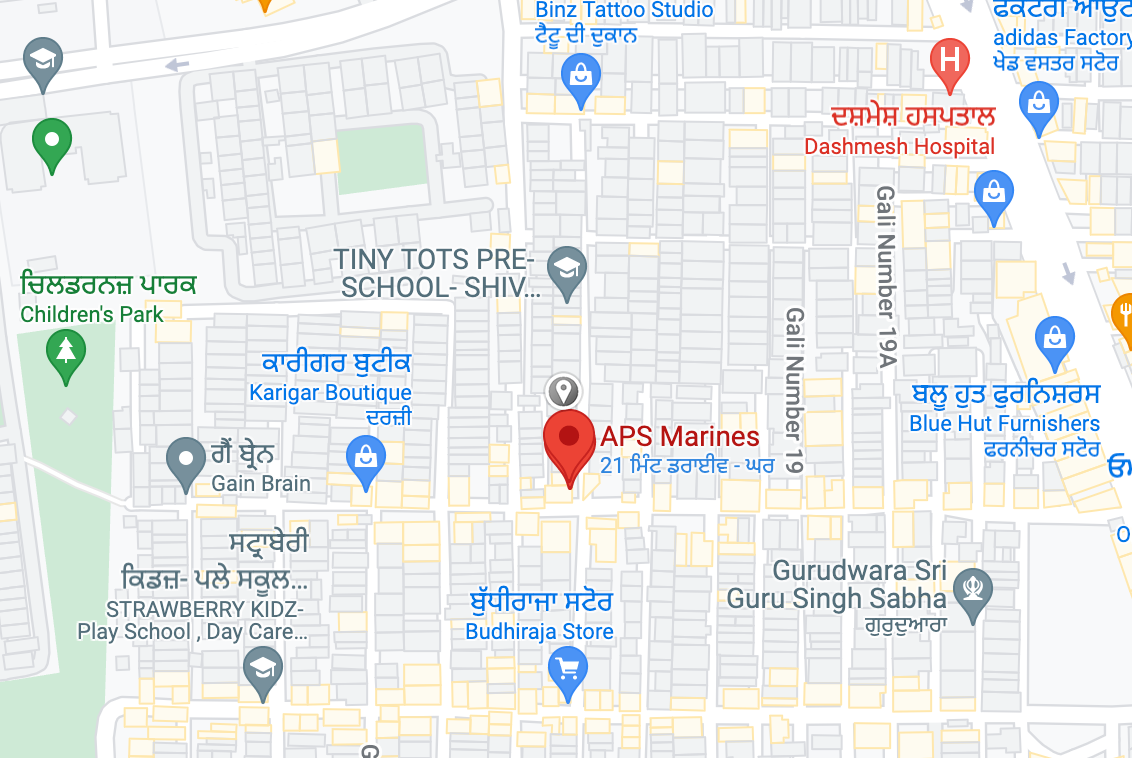 Binz Tattoo Studio
ਟੈਟੂ ਦੀ ਦੁਕਾਨ
adidas Factory
ਖੇਡ ਵਸਤਰ ਸਟੋਰ
H
ਦਸ਼ਮੇਸ਼ ਹਸਪਤਾਲ
Dashmesh Hospital
Gali Number 19A
TINY TOTS PRE-
SCHOOL- SHIV...
ਚਿਲਡਰਨਜ਼ ਪਾਰਕ
Children's Park
Gali Number 19
ਕਾਰੀਗਰ ਬੁਟੀਕ
Karigar Boutique
ਦਰਜ਼ੀ
ਬਲੂ ਹੁਤ ਫੁਰਨਿਸ਼ਰਸ
Blue Hut Furnishers
ਫਰਨੀਚਰ ਸਟੋਰ
APS Marines
21 ਮਿੰਟ ਡਰਾਈਵ - ਘਰ
ਗੈਂ ਬ੍ਰੇਨ
Gain Brain
ਸਟ੍ਰਾਬੇਰੀ
ਕਿਡਜ਼- ਪਲੇ ਸਕੂਲ...
STRAWBERRY KIDZ-
Play School , Day Care...
Gurudwara Sri
Guru Singh Sabha
ਗੁਰੁਦੁਆਰਾ
ਬੁੱਧੀਰਾਜਾ ਸਟੋਰ
Budhiraja Store